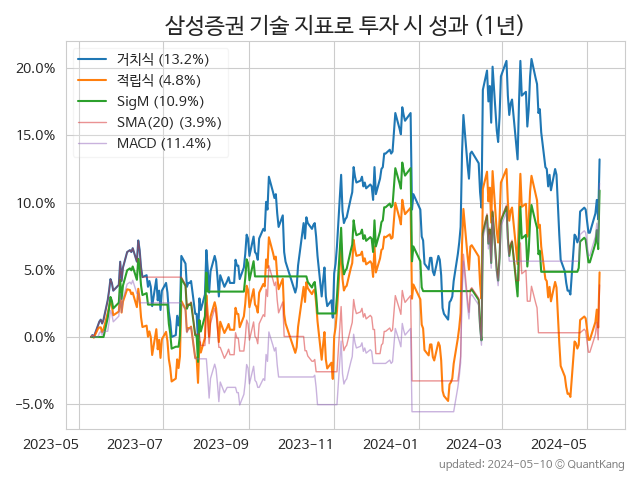 삼성증권 기술 지표로 투자 시 성과 (1년)
거치식 (13.2%)
적립식 (4.8%)
SigM (10.9%)
SMA(20) (3.9%)
MACD (11.4%)
20.0%
15.0%
10.0%
5.0%
0.0%
−5.0%
2023-05 2023-07 2023-09 2023-11 2024-01 2024-03 2024-05
updated: 2024-05-10 © QuantKang